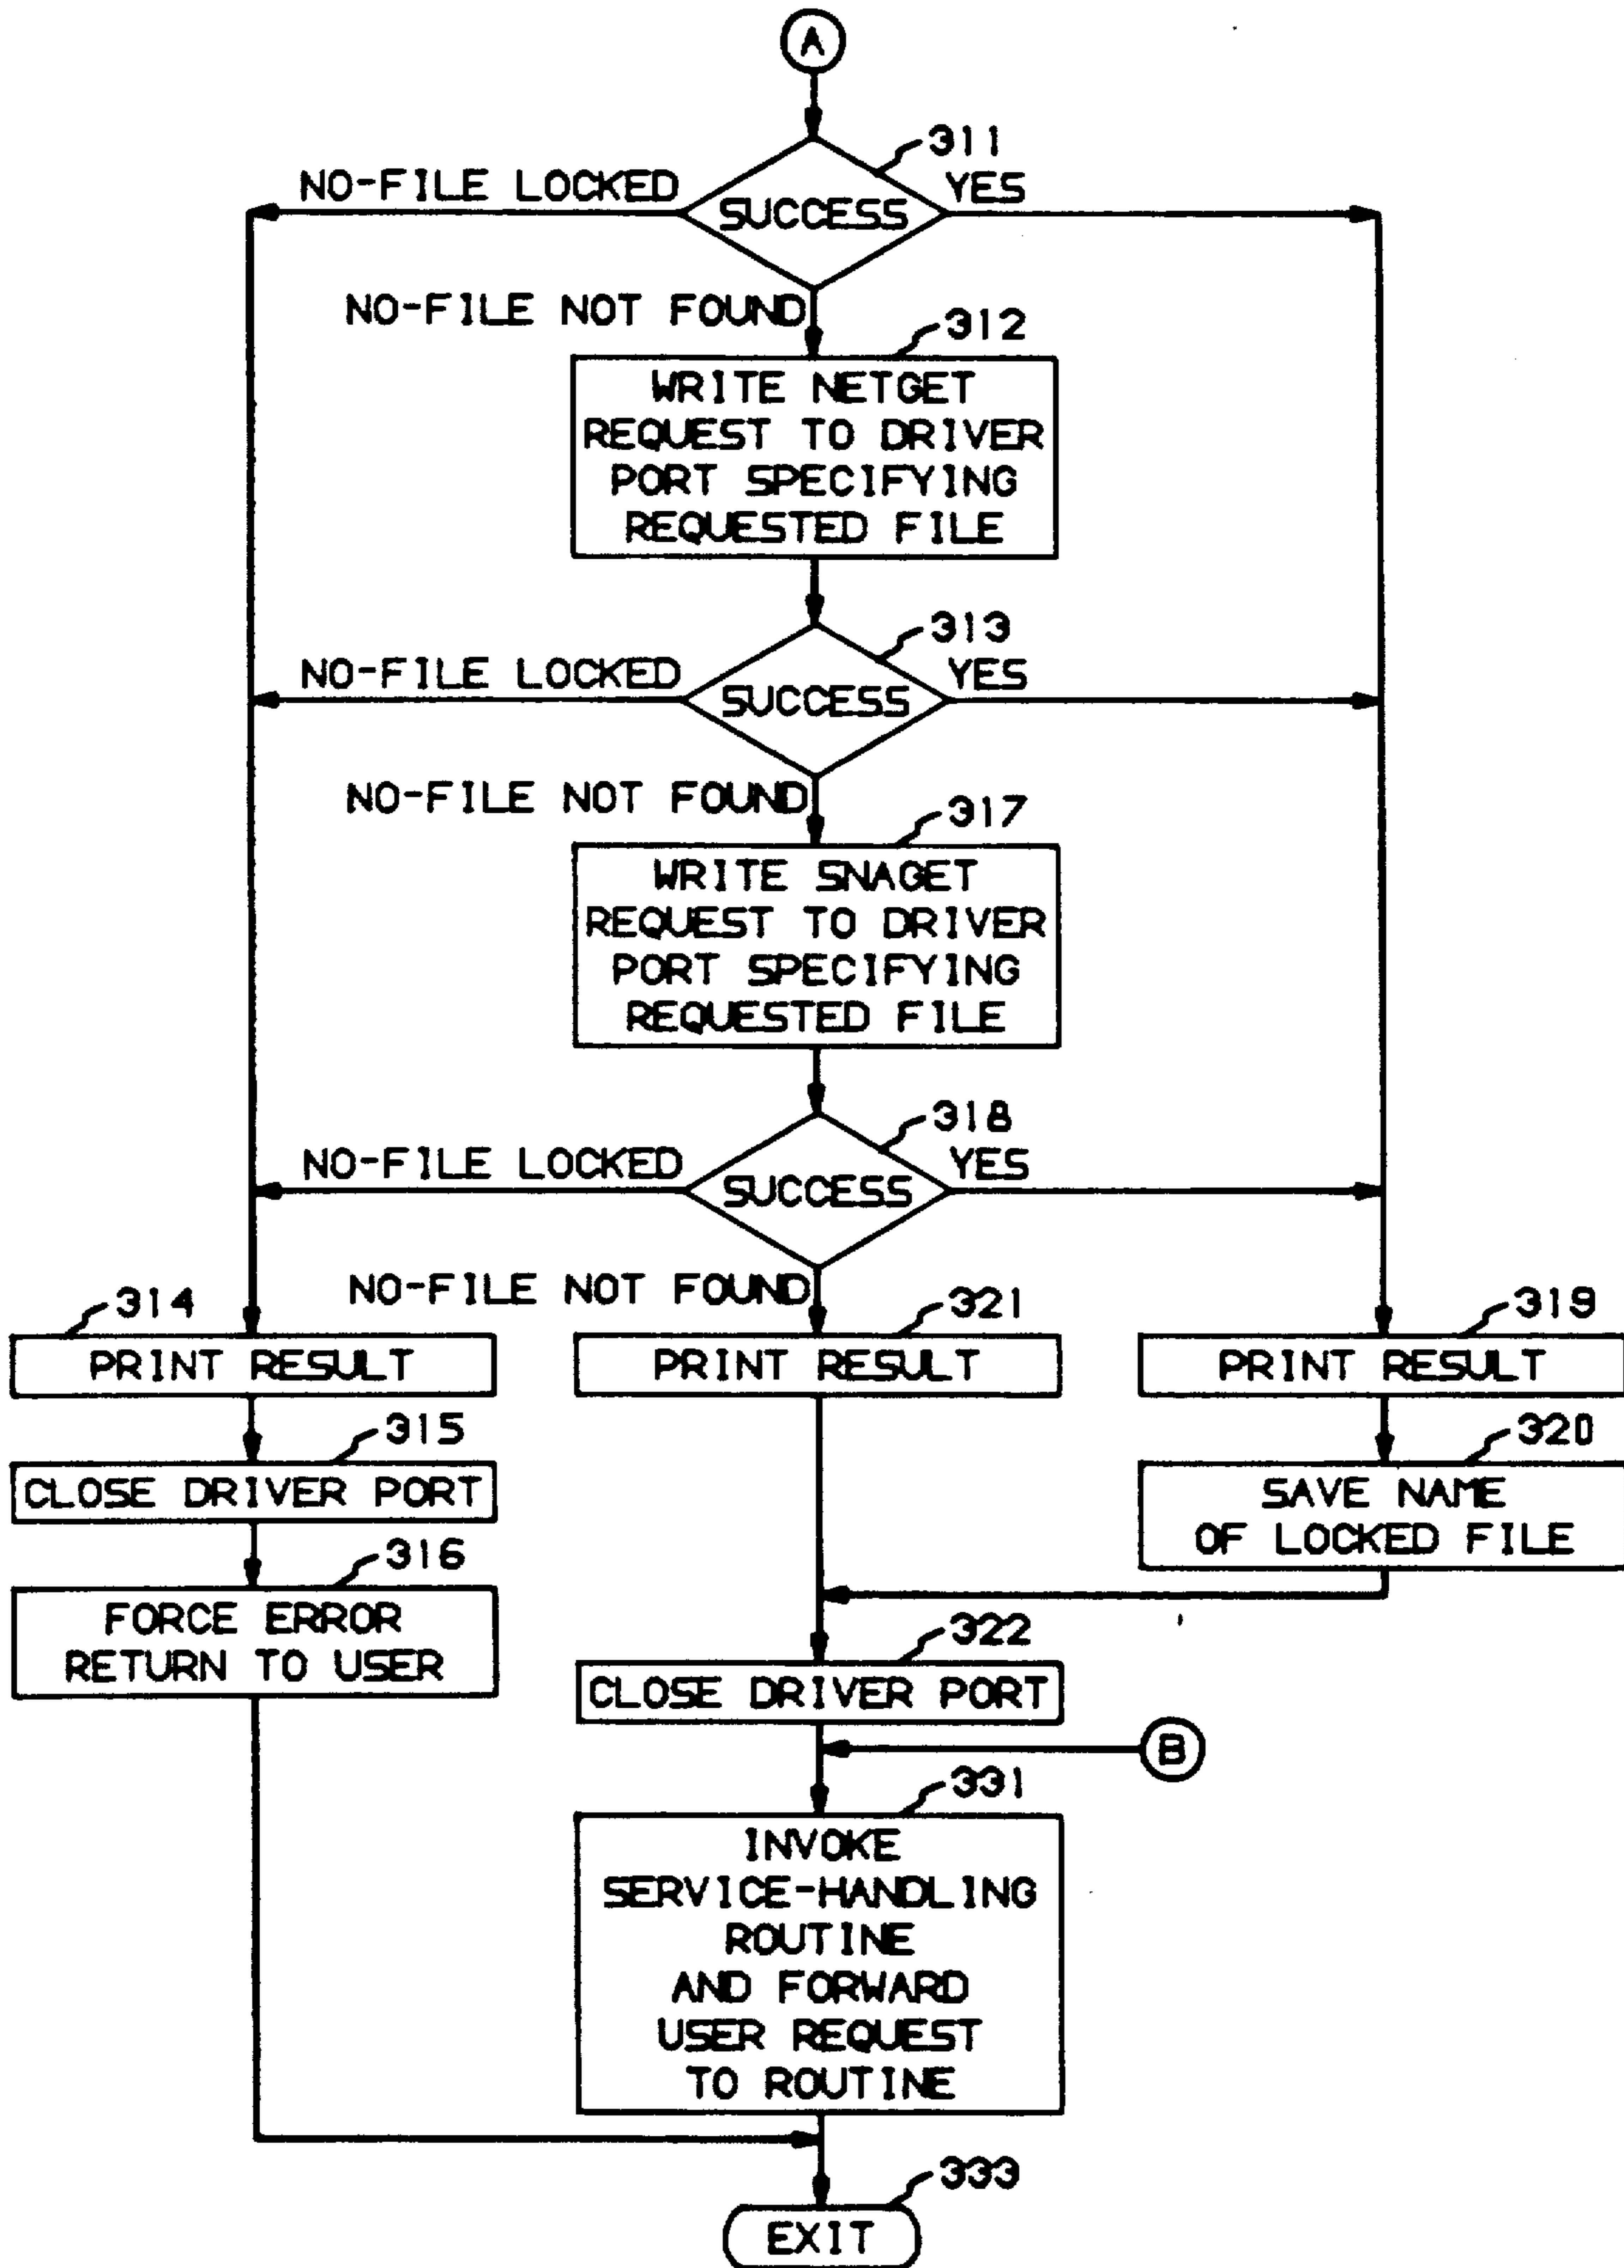 A
311
NO-FILE LOCKED
YES
SUCCESS
NO-FILE NOT FOUND
312
WRITE NETGET
REQUEST TO DRIVER
PORT SPECIFYING
REQUESTED FILE
313
NO-FILE LOCKED
YES
SUCCESS
NO-FILE NOT FOUND
317
WRITE SNAGET
REQUEST TO DRIVER
PORT SPECIFYING
REQUESTED FILE
318
NO-FILE LOCKED
YES
SUCCESS
NO-FILE NOT FOUND
314
321
319
PRINT RESULT
PRINT RESULT
PRINT RESULT
315
320
CLOSE DRIVER PORT
SAVE NAME
OF LOCKED FILE
316
FORCE ERROR
RETURN TO USER
322
CLOSE DRIVER PORT
B
331
INVOKE
SERVICE-HANDLING
ROUTINE
AND FORWARD
USER REQUEST
TO ROUTINE
333
EXIT